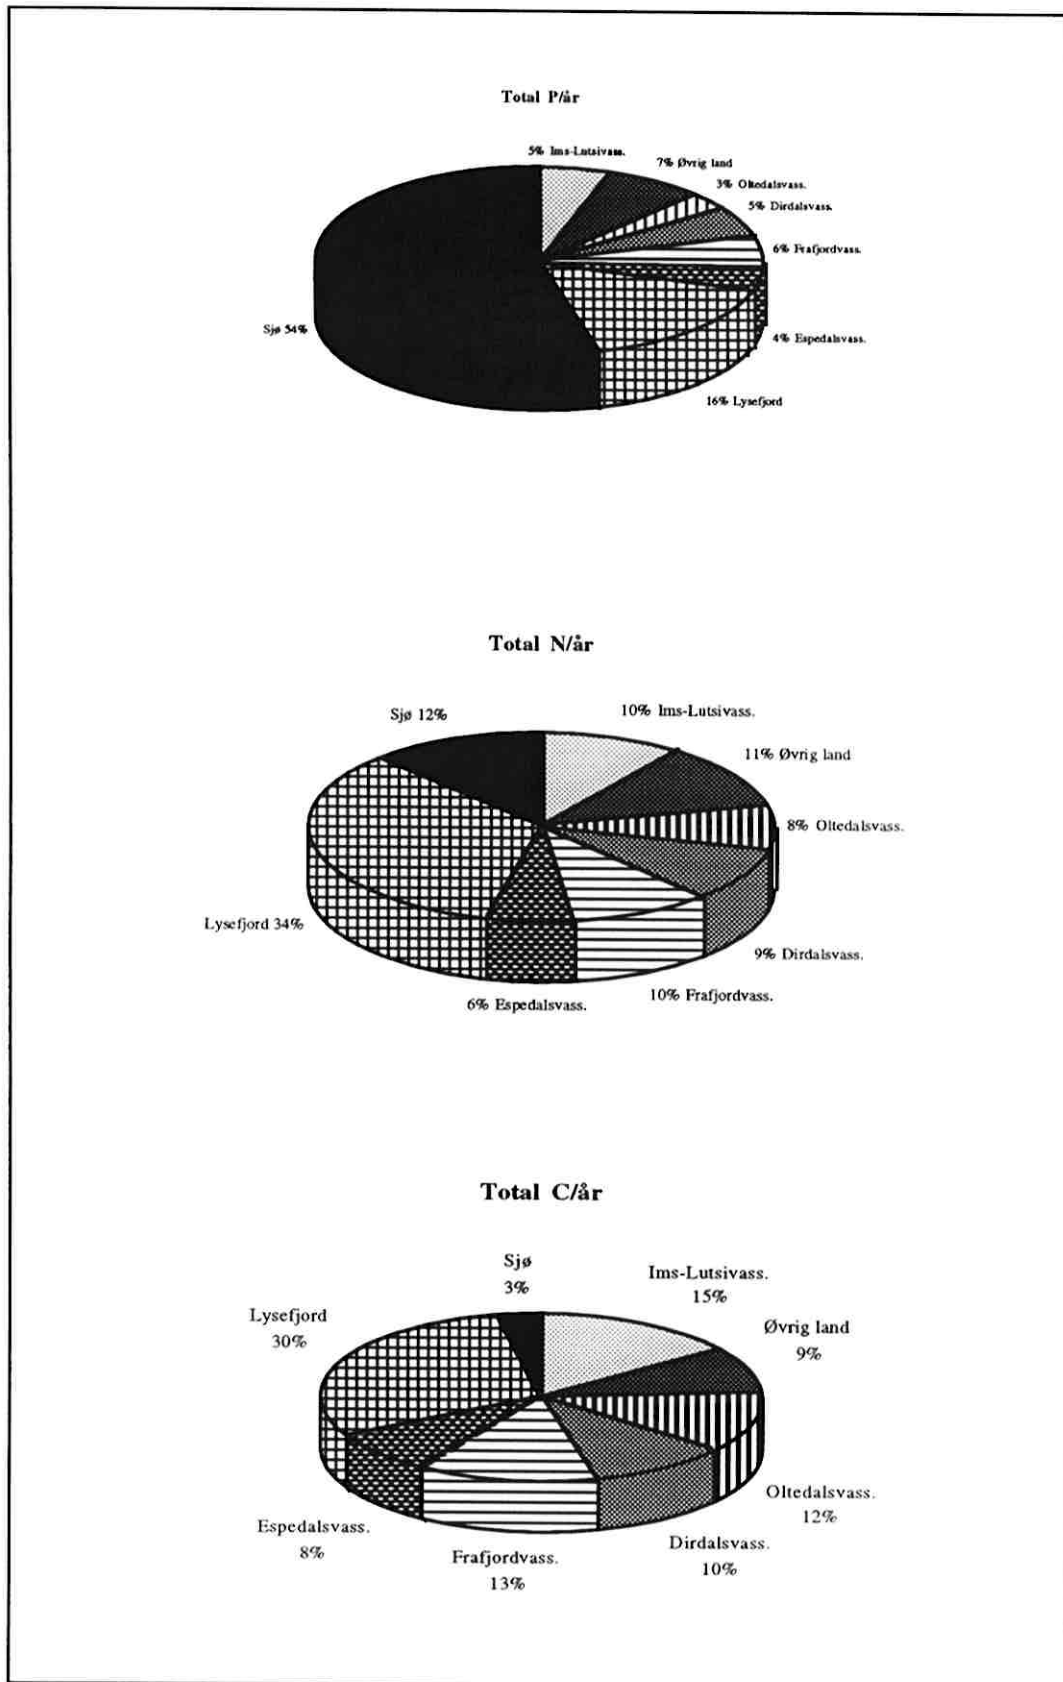 Total P/år
5% Ims-Lutsivass.
7% Øvrig land
3% Oltedalsvass.
5% Dirdalsvass.
6% Frafjordvass.
Sjø 54%
4% Espedalsvass.
16% Lysefjord
Total N/år
Sjø 12%
10% Ims-Lutsivass.
11% Øvrig land
8% Oltedalsvass.
Lysefjord 34%
9% Dirdalsvass.
10% Frafjordvass.
6% Espedalsvass.
Total C/år
Sjø
3%
Ims-Lutsivass.
15%
Lysefjord
30%
Øvrig land
9%
Oltedalsvass.
12%
Espedalsvass.
8%
Dirdalsvass.
10%
Frafjordvass.
13%